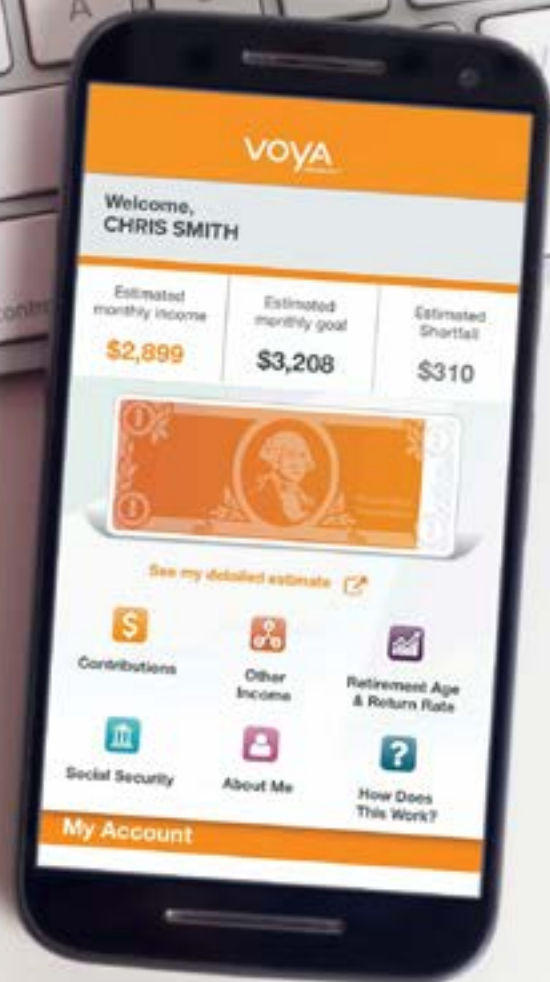 A
contro
VOYA
Welcome,
CHRIS SMITH
Estimated
monthly income
$2,899
Estimated
monthly goal
$3,208
Estimated
Shortfall
$310
See my detailed estimate
$
Contributions
Other
Income
Retirement Age
& Return Rate
Social Security
About Me
?
How Does
This Work?
My Account